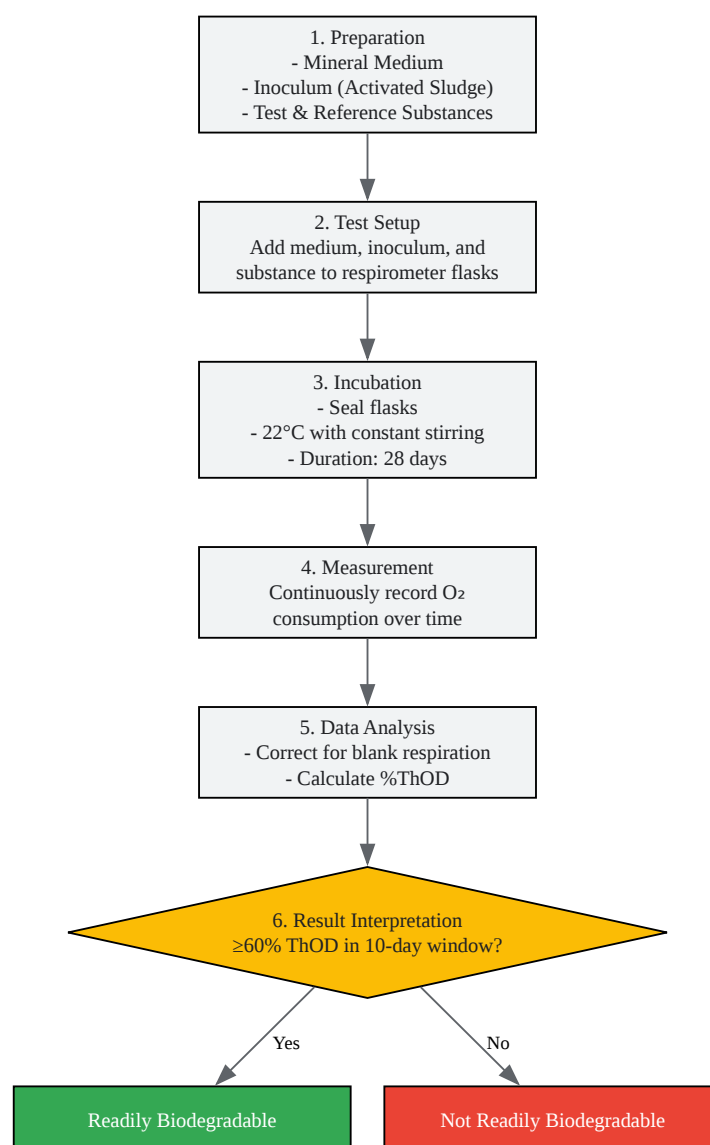 1. Preparation
- Mineral Medium
- Inoculum (Activated Sludge)
- Test & Reference Substances
2. Test Setup
Add medium, inoculum, and
substance to respirometer flasks
3. Incubation
- Seal flasks
- 22°C with constant stirring
- Duration: 28 days
4. Measurement
Continuously record O₂
consumption over time
5. Data Analysis
- Correct for blank respiration
- Calculate %ThOD
6. Result Interpretation
≥60% ThOD in 10-day window?
Yes
No
Readily Biodegradable
Not Readily Biodegradable